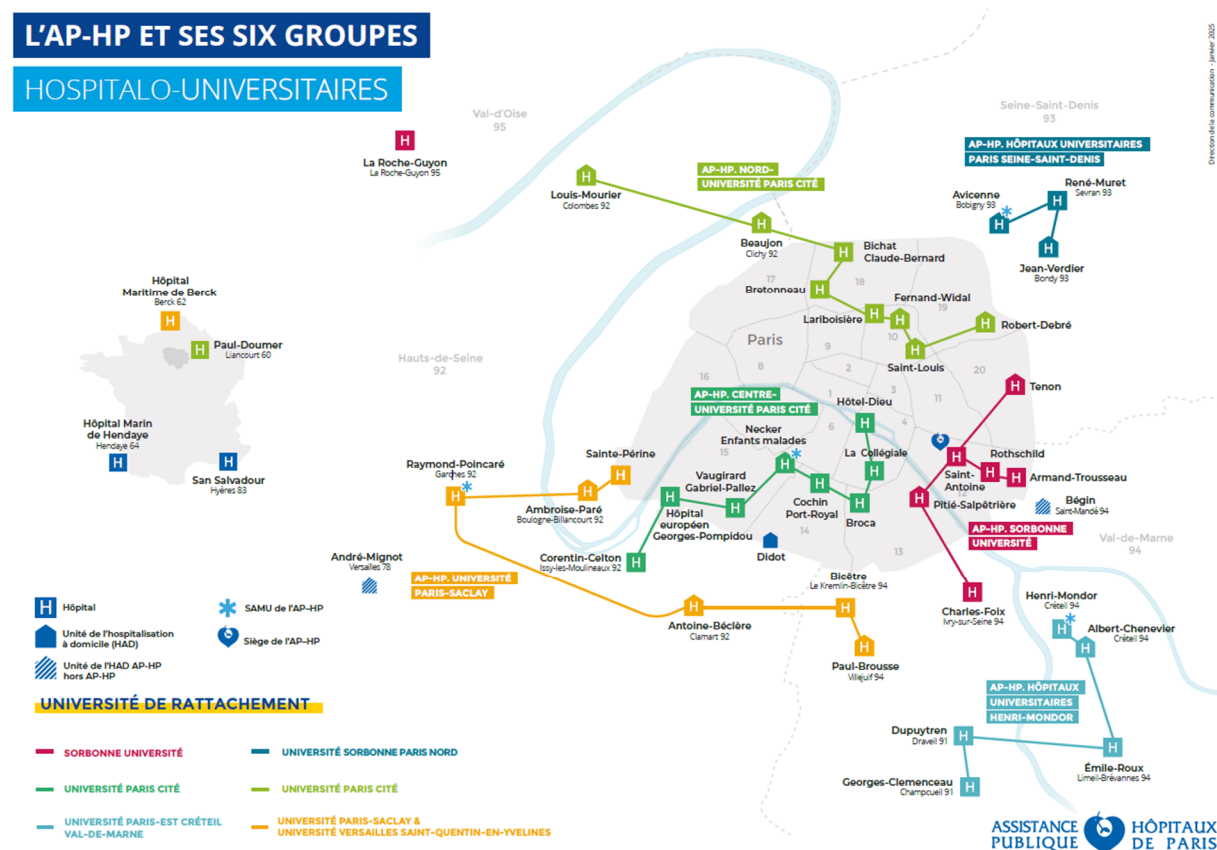 L'AP-HP ET SES SIX GROUPES
HOSPITALO-UNIVERSITAIRES
Direction de la communication - Janvier 2025
Val-d'Oise
95
Seine-Saint-Denis
93
H
La Roche-Guyon
La Roche-Guyon 95
H
Louis-Mourier
Colombes 92
AP-HP. NORD-
UNIVERSITÉ PARIS CITÉ
AP-HP. HÔPITAUX UNIVERSITAIRES
PARIS SEINE-SAINT-DENIS
Avicenne
Bobigny 93
H
René-Muret
Sevran 93
H
H
Jean-Verdier
Bondy 93
H
Beaujon
Clichy 92
H
Bichat
Claude-Bernard
17
18
19
Bretonneau
H
Fernand-Widal
H
Lariboisière
H
10
H
Robert-Debré
H
Saint-Louis
Hôpital
Maritime de Berck
Berck 62
H
H
Paul-Doumer
Liancourt 60
Hôpital Marin
de Hendaye
Hendaye 64
H
H
San Salvadour
Hyères 83
Hauts-de-Seine
92
Paris
9
8
2
16
20
1
3
11
4
6
15
14
13
12
AP-HP. CENTRE-
UNIVERSITÉ PARIS CITÉ
Hôtel-Dieu
H
Necker
Enfants malades
H
La Collégiale
H
H
Tenon
Rothschild
H
H
Saint-
Antoine
H
Armand-Trousseau
H
Pitié-Salpêtrière
Bégin
Saint-Mandé 94
AP-HP. SORBONNE
UNIVERSITÉ
Val-de-Marne
94
Raymond-Poincaré
Garches 92
H
Sainte-Périne
H
H
Ambroise-Paré
Boulogne-Billancourt 92
Vaugirard
Gabriel-Pallez
H
H
Hôpital
européen
Georges-Pompidou
H
Cochin
Port-Royal
H
Broca
Didot
Corentin-Celton
Issy-les-Moulineaux 92
H
André-Mignot
Versailles 78
AP-HP. UNIVERSITÉ
PARIS-SACLAY
Bicêtre
Le Kremlin-Bicêtre 94
H
H
Antoine-Béclère
Clamart 92
H
Paul-Brousse
Villejuif 94
H
Charles-Foix
Ivry-sur-Seine 94
Henri-Mondor
Créteil 94
H
Albert-Chenevier
Créteil 94
H
AP-HP. HÔPITAUX
UNIVERSITAIRES
HENRI-MONDOR
Dupuytren
Draveil 91
H
H
Émile-Roux
Limeil-Brévannes 94
Georges-Clemenceau
Champcueil 91
H
H
Hôpital
SAMU de l'AP-HP
Unité de l'hospitalisation
à domicile (HAD)
Siège de l'AP-HP
Unité de l'HAD AP-HP
hors AP-HP
UNIVERSITÉ DE RATTACHEMENT
SORBONNE UNIVERSITÉ
UNIVERSITÉ SORBONNE PARIS NORD
UNIVERSITÉ PARIS CITÉ
UNIVERSITÉ PARIS CITÉ
UNIVERSITÉ PARIS-EST CRÉTEIL
VAL-DE-MARNE
UNIVERSITÉ PARIS-SACLAY &
UNIVERSITÉ VERSAILLES SAINT-QUENTIN-EN-YVELINES
ASSISTANCE
PUBLIQUE
HÔPITAUX
DE PARIS